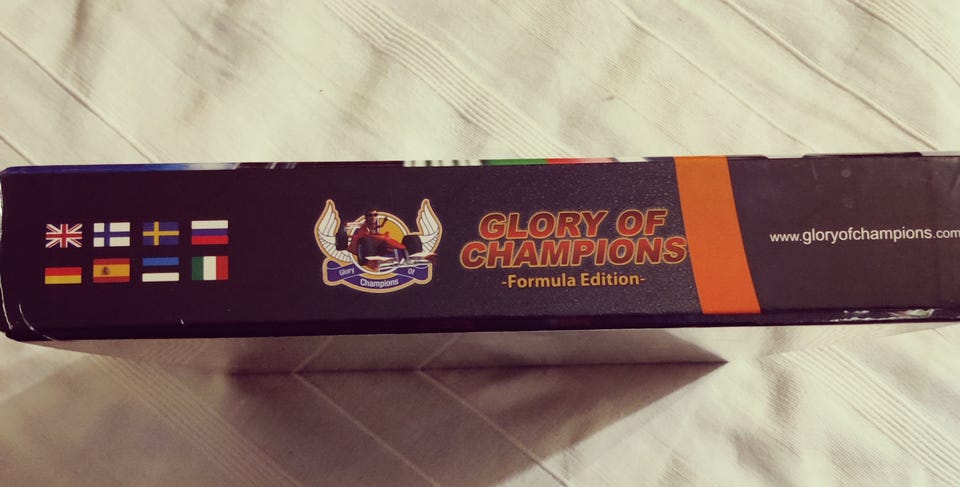 Glory Of
Champions
GLORY OF
CHAMPIONS
-Formula Edition-
www.gloryofchampions.com